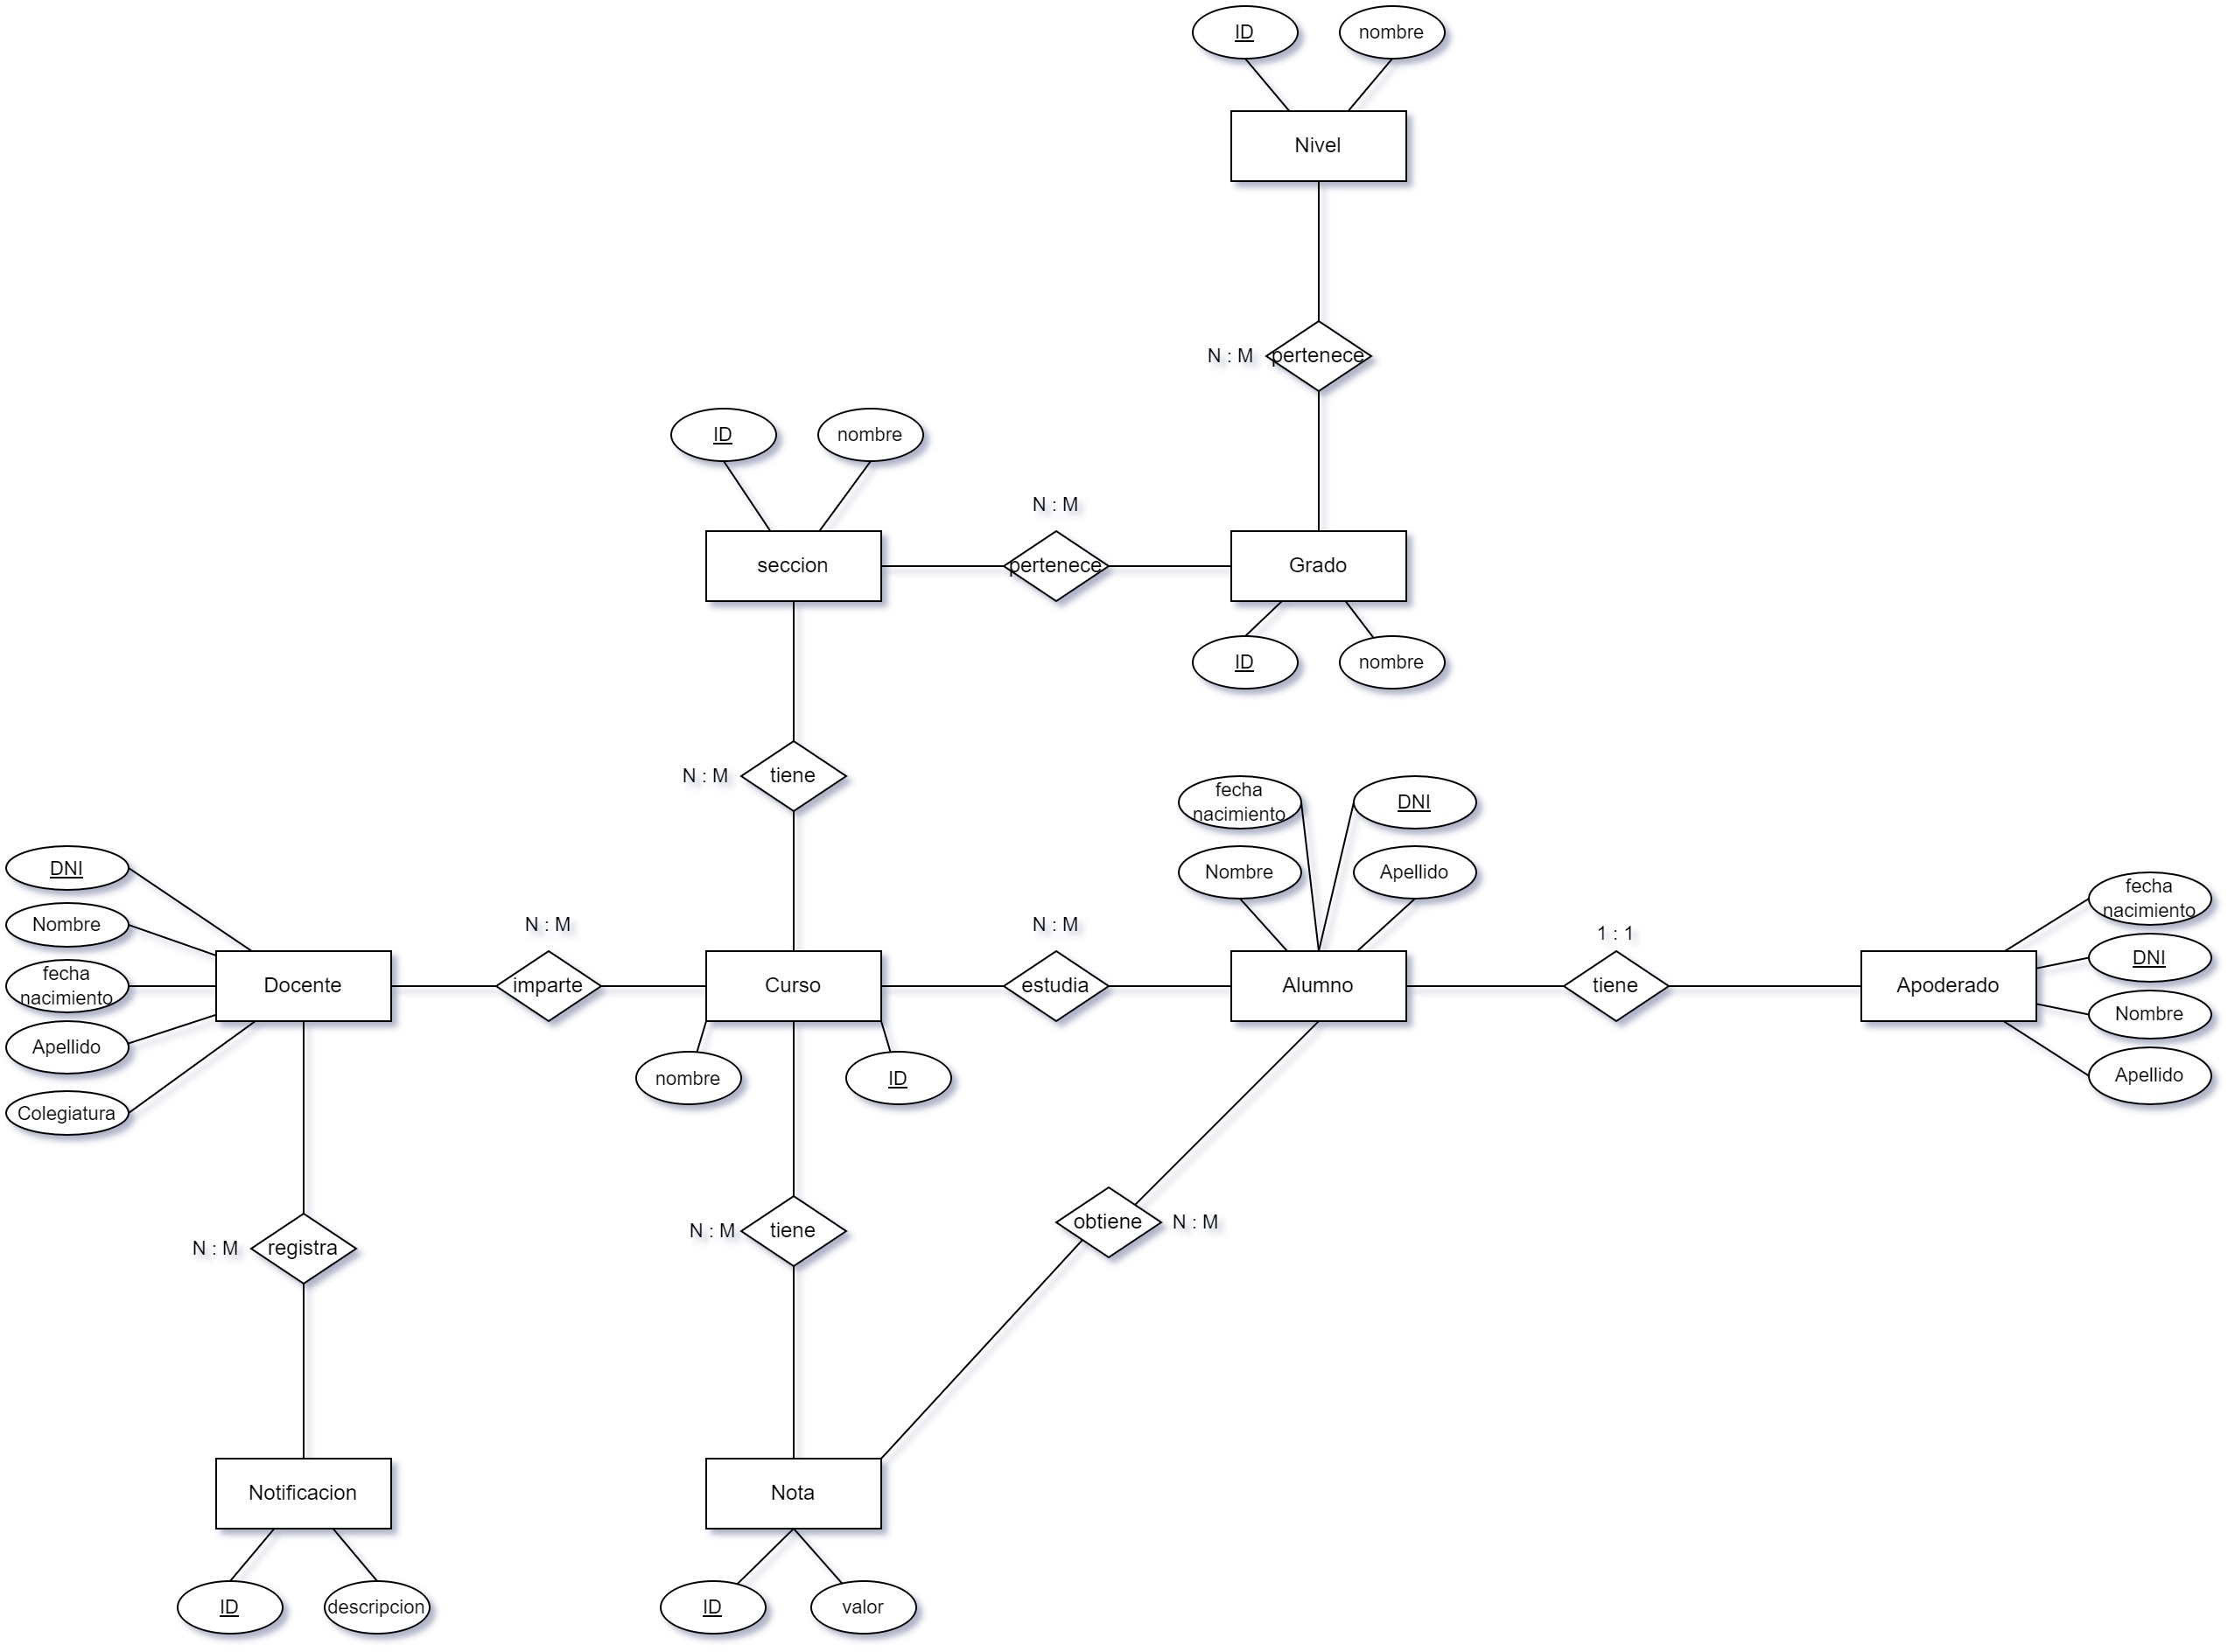 ID
nombre
Nivel
N : M
pertenece
ID
nombre
N : M
seccion
pertenece
Grado
ID
nombre
N : M
tiene
fecha
nacimiento
DNI
Nombre
Apellido
DNI
Nombre
fecha
nacimiento
Apellido
Colegiatura
Docente
N : M
imparte
Curso
nombre
ID
N : M
estudia
Alumno
1 : 1
tiene
Apoderado
fecha
nacimiento
DNI
Nombre
Apellido
N : M
registra
N : M
tiene
obtiene
N : M
Notificacion
ID
descripcion
Nota
ID
valor